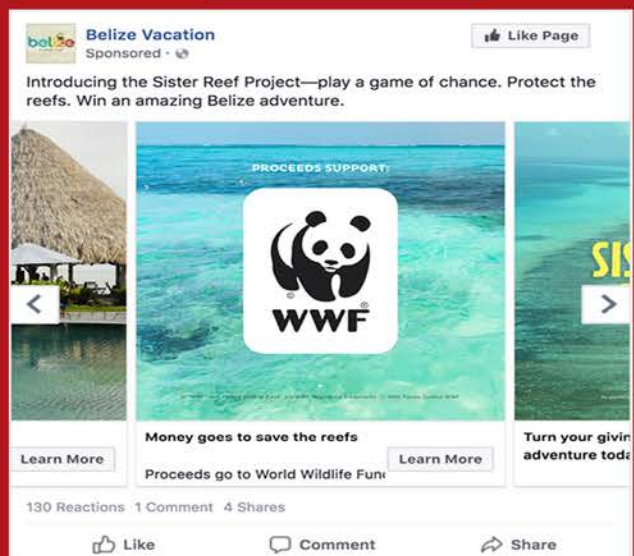 belize
Belize Vacation
Sponsored ·
Like Page
Introducing the Sister Reef Project—play a game of chance. Protect the
reefs. Win an amazing Belize adventure.
PROCEEDS SUPPORT:
©
®
WWF
SIS
Learn More
Money goes to save the reefs
Proceeds go to World Wildlife Fun
Learn More
Turn your givin
adventure toda
130 Reactions 1 Comment 4 Shares
Like Comment Share